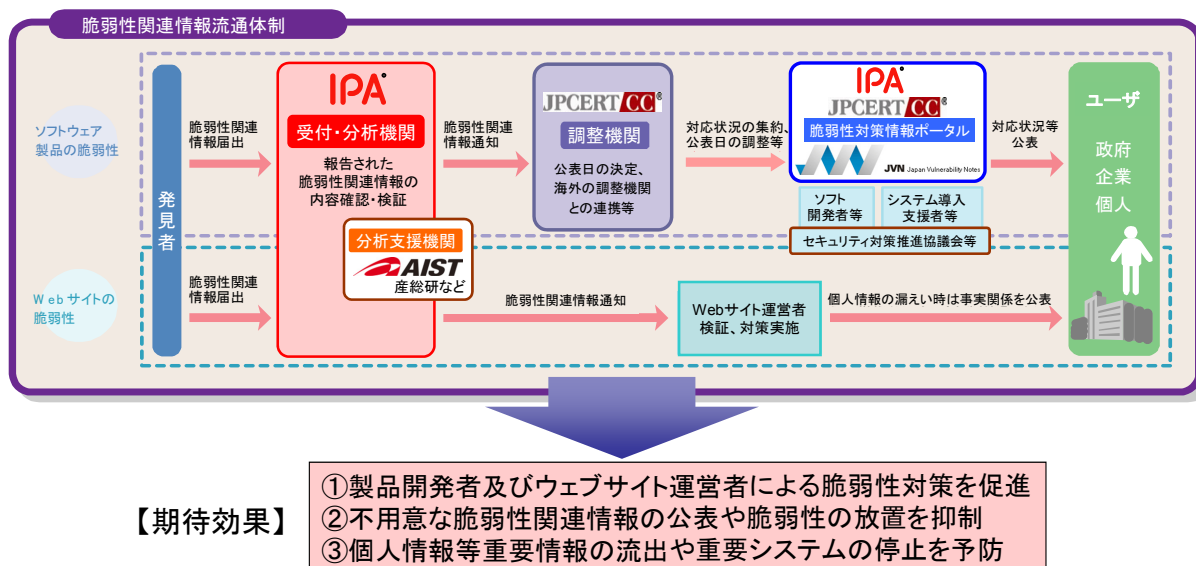 脆弱性関連情報流通体制
ソフトウェア
製品の脆弱性
発見者
脆弱性関連
情報届出
IPA
受付・分析機関
報告された
脆弱性関連情報の
内容確認・検証
分析支援機関
AIST
産総研など
脆弱性関連
情報通知
JPCERT CC®
調整機関
公表日の決定、
海外の調整機関
との連携等
対応状況の集約、
公表日の調整等
IPA
JPCERT CC®
脆弱性対策情報ポータル
JVN Japan Vulnerability Notes
ソフト
開発者等
システム導入
支援者等
セキュリティ対策推進協議会等
対応状況等
公表
ユーザ
政府
企業
個人
Webサイトの
脆弱性
脆弱性関連
情報届出
脆弱性関連情報通知
Webサイト運営者
検証、対策実施
個人情報の漏えい時は事実関係を公表
【期待効果】
①製品開発者及びウェブサイト運営者による脆弱性対策を促進
②不用意な脆弱性関連情報の公表や脆弱性の放置を抑制
③個人情報等重要情報の流出や重要システムの停止を予防